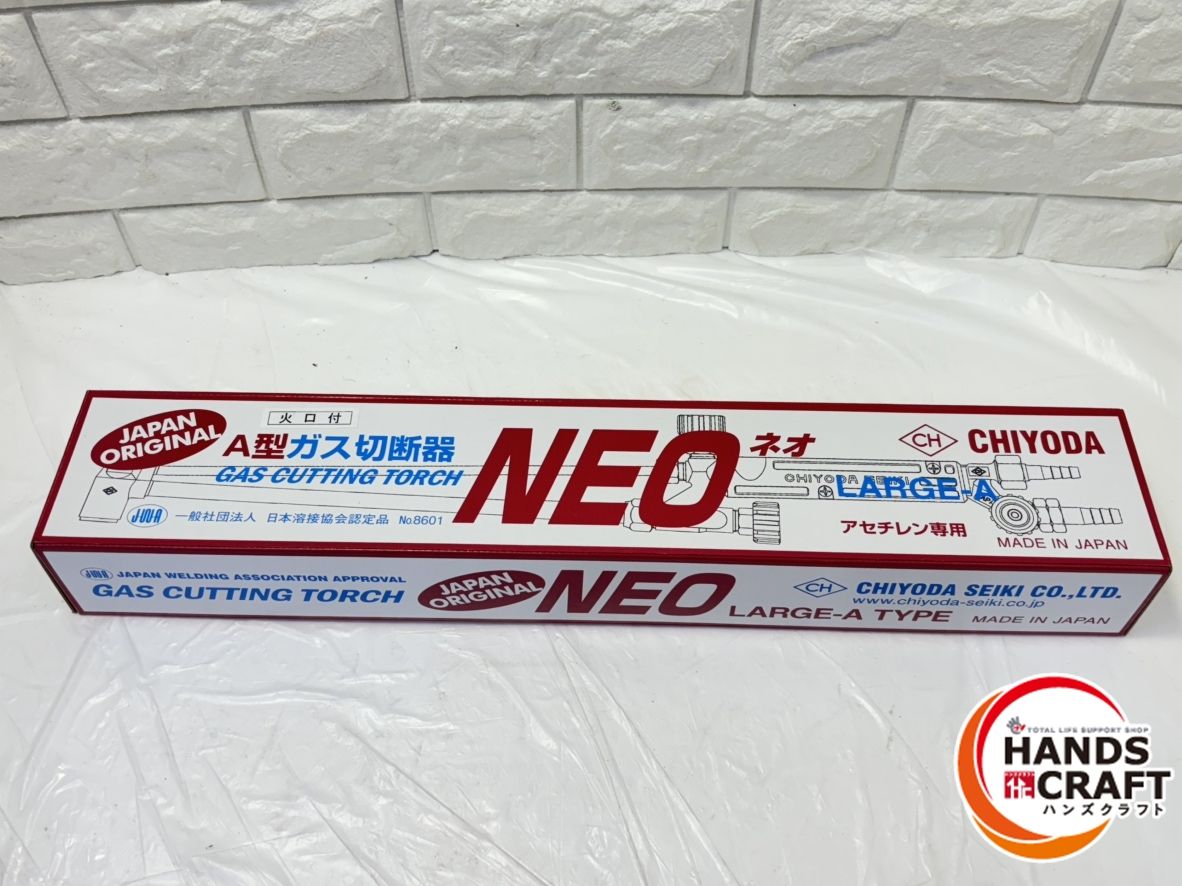 JAPAN
ORIGINAL
火口付
A型ガス切断器
GAS CUTTING TORCH
JWA 一般社団法人 日本溶接協会認定品 No.8601
NEO ネオ
CHIYODA SEIKI
LARGE-A
アセチレン専用
CH CHIYODA
MADE IN JAPAN
JWA JAPAN WELDING ASSOCIATION APPROVAL
GAS CUTTING TORCH
JAPAN
ORIGINAL
NEO
LARGE-A TYPE
CH CHIYODA SEIKI CO.,LTD.
www.chiyoda-seiki.co.jp
MADE IN JAPAN
TOTAL LIFE SUPPORT SHOP
HANDS
CRAFT
ハンズクラフト